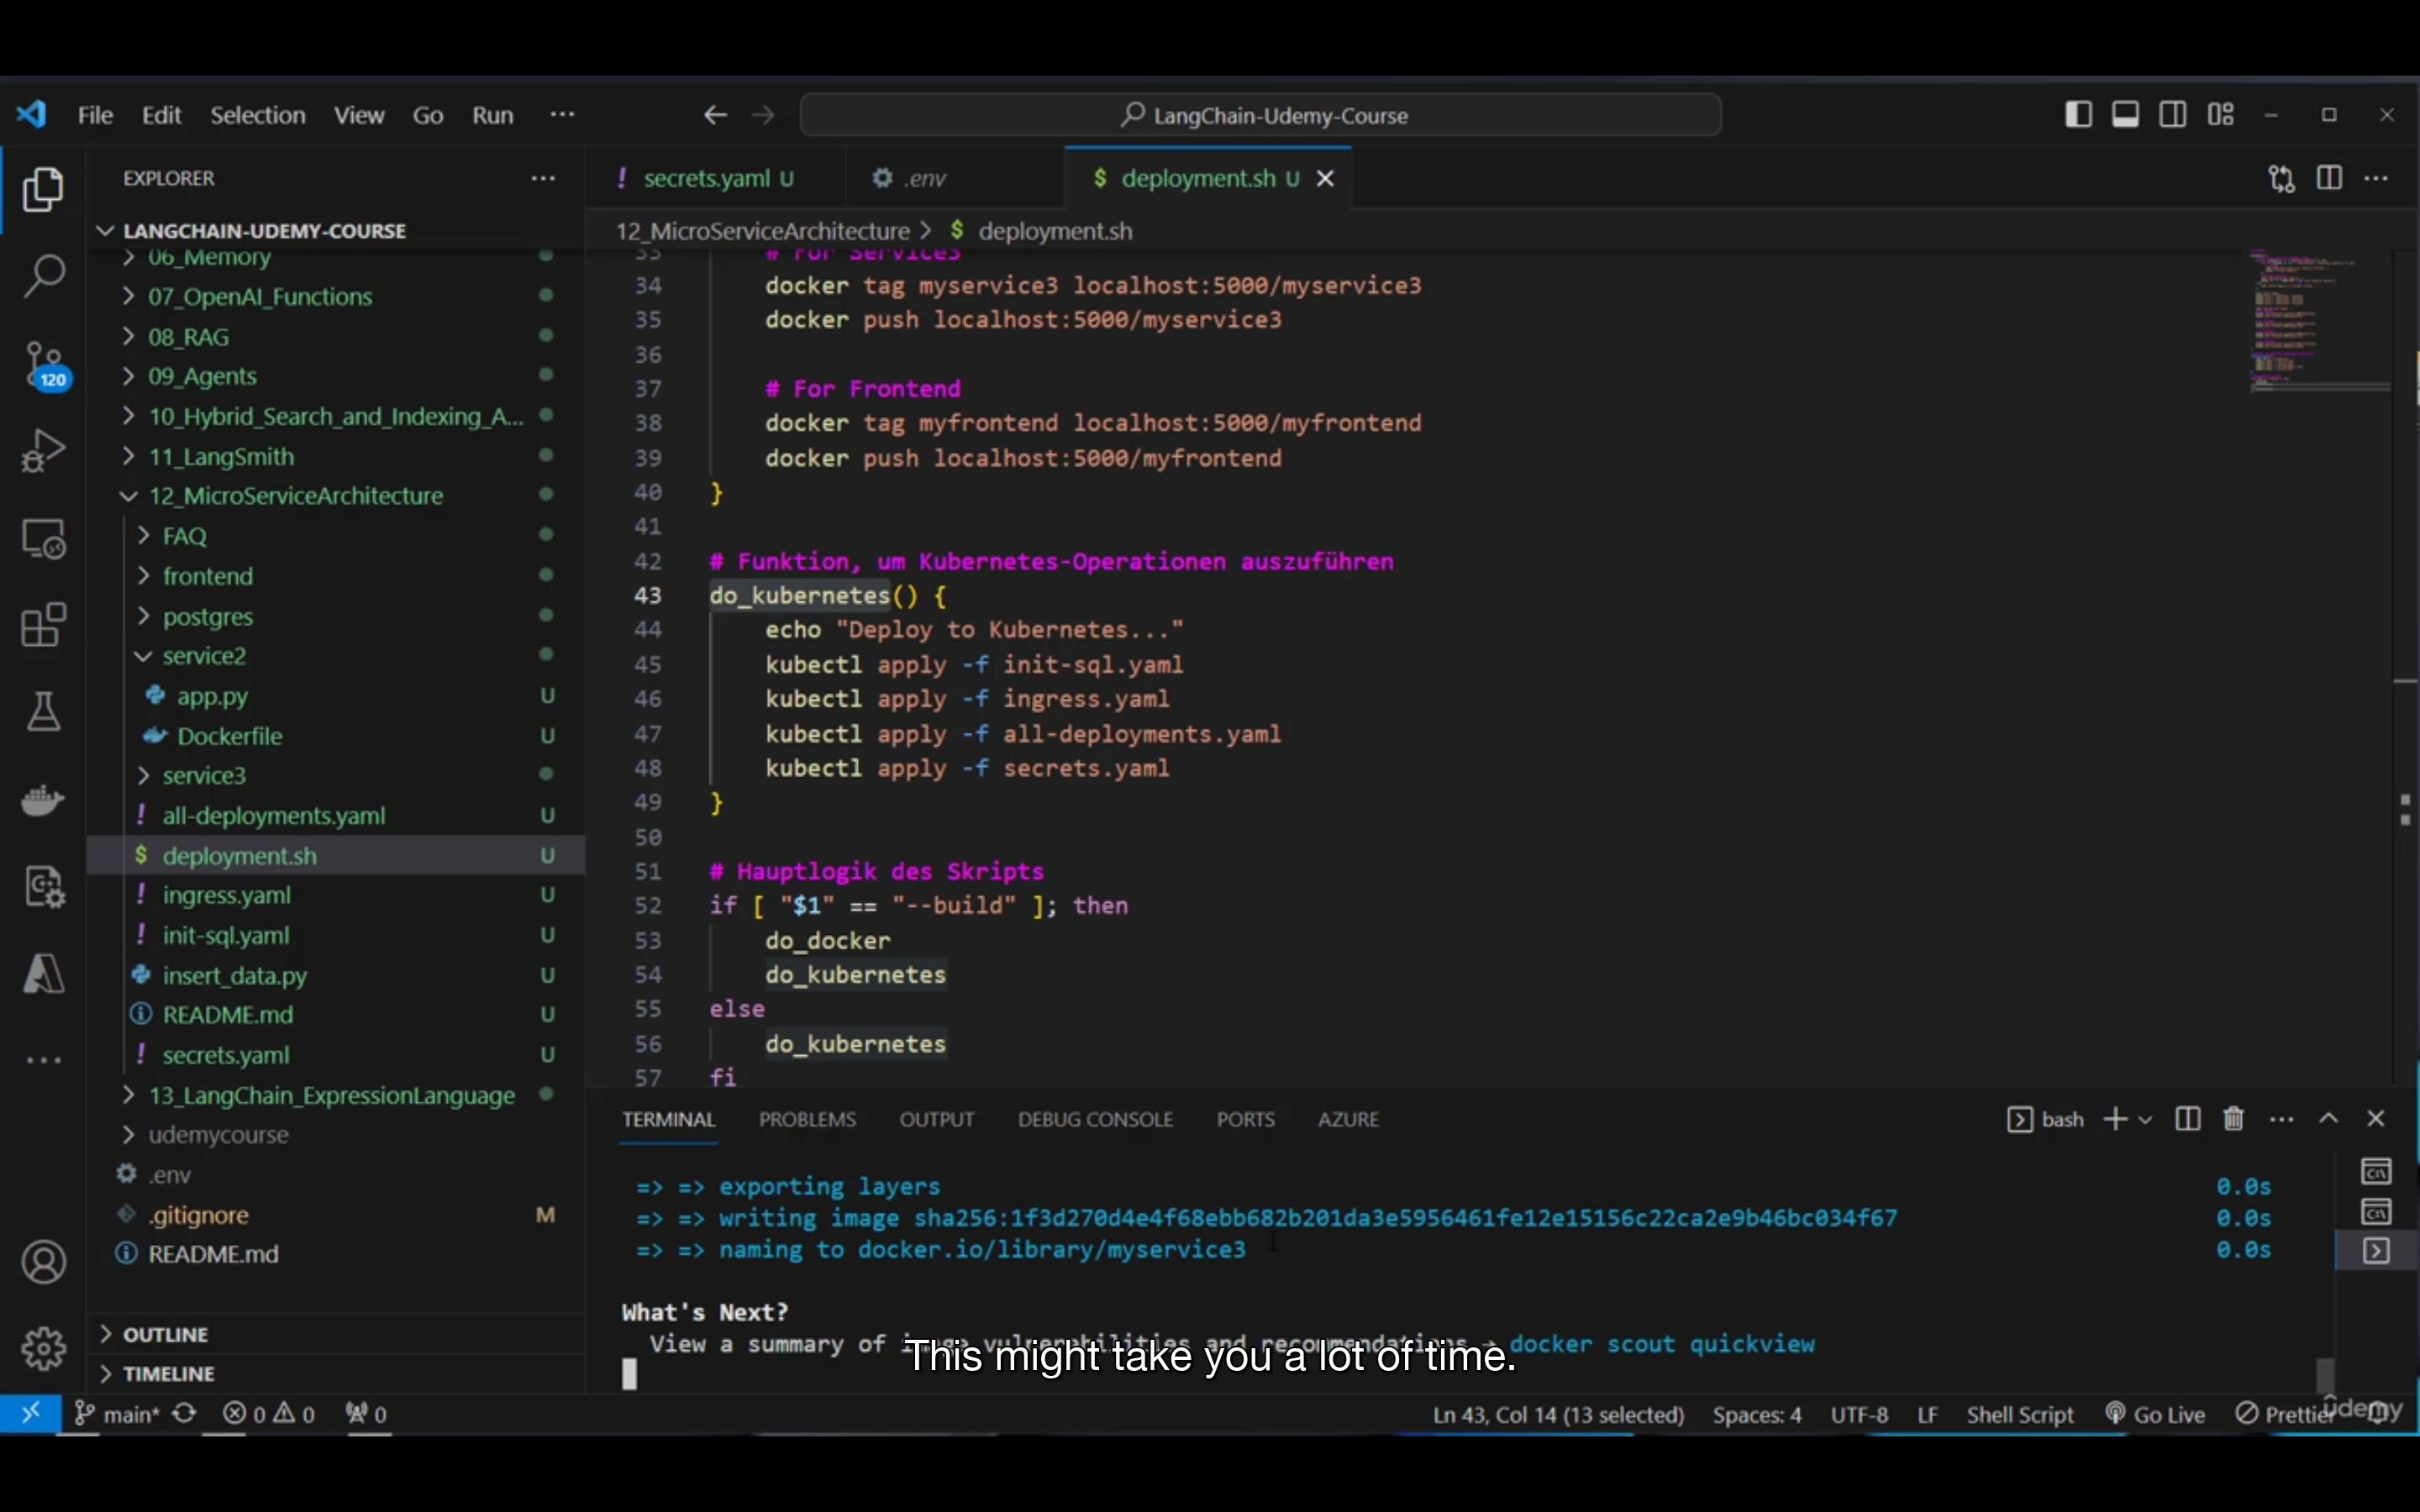 File Edit Selection View Go Run ···
LangChain-Udemy-Course
EXPLORER
LANGCHAIN-UDEMY-COURSE
06_Memory
07_OpenAI_Functions
08_RAG
09_Agents
10_Hybrid_Search_and_Indexing_A...
11_LangSmith
12_MicroServiceArchitecture
FAQ
frontend
postgres
service2
app.py U
Dockerfile U
service3
! all-deployments.yaml U
$ deployment.sh U
! ingress.yaml U
! init-sql.yaml U
insert_data.py U
README.md U
! secrets.yaml U
13_LangChain_ExpressionLanguage
udemycourse
.env
.gitignore M
README.md
OUTLINE
TIMELINE
120
! secrets.yaml U
.env
$ deployment.sh U
12_MicroServiceArchitecture > $ deployment.sh
33 # For Service3
34 docker tag myservice3 localhost:5000/myservice3
35 docker push localhost:5000/myservice3
36
37 # For Frontend
38 docker tag myfrontend localhost:5000/myfrontend
39 docker push localhost:5000/myfrontend
40 }
41
42 # Funktion, um Kubernetes-Operationen auszuführen
43 do_kubernetes() {
44 echo "Deploy to Kubernetes..."
45 kubectl apply -f init-sql.yaml
46 kubectl apply -f ingress.yaml
47 kubectl apply -f all-deployments.yaml
48 kubectl apply -f secrets.yaml
49 }
50
51 # Hauptlogik des Skripts
52 if [ "$1" == "--build" ]; then
53 do_docker
54 do_kubernetes
55 else
56 do_kubernetes
57 fi
TERMINAL PROBLEMS OUTPUT DEBUG CONSOLE PORTS AZURE
bash
=> => exporting layers 0.0s
=> => writing image sha256:1f3d270d4e4f68ebb682b201da3e5956461fe12e15156c22ca2e9b46bc034f67 0.0s
=> => naming to docker.io/library/myservice3 0.0s
What's Next?
View a summary of image vulnerabilities and recommendations → docker scout quickview
This might take you a lot of time.
main* 0 0 0
Ln 43, Col 14 (13 selected) Spaces: 4 UTF-8 LF Shell Script Go Live Prettier
udemy